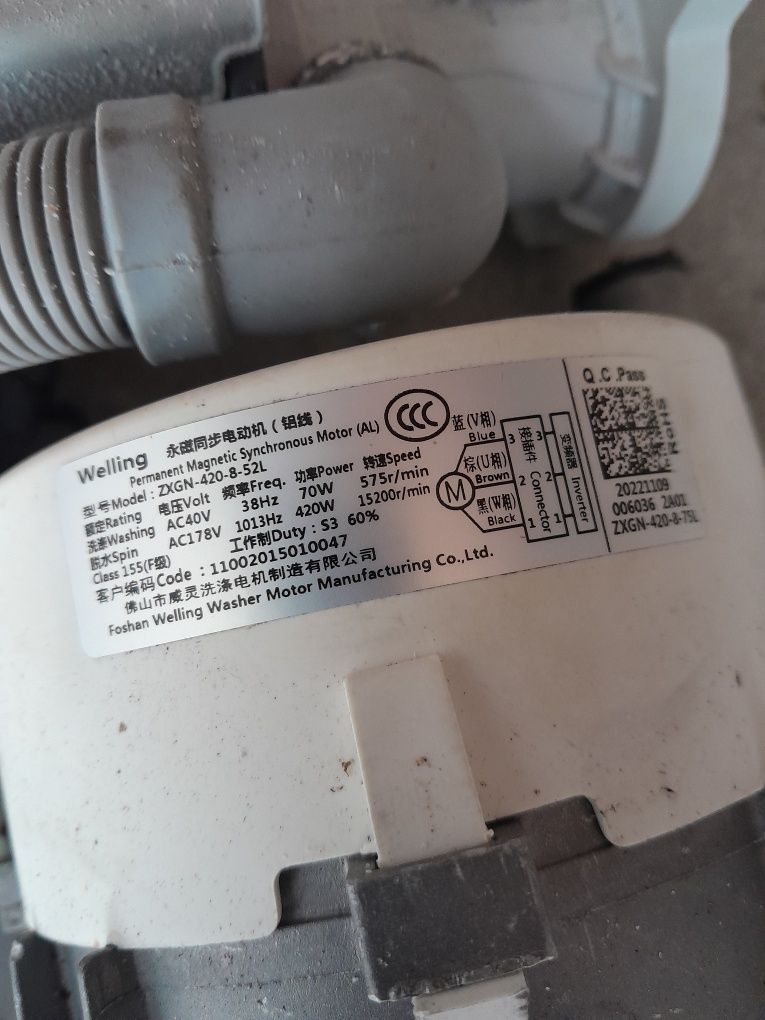 Welling 永磁同步电动机（铝线）
Permanent Magnetic Synchronous Motor (AL)
型号Model：ZXGN-420-8-52L
额定Rating 电压Volt 频率Freq. 功率Power 转速Speed
洗涤Washing AC40V 38Hz 70W 575r/min
脱水Spin AC178V 1013Hz 420W 15200r/min
Class 155(F级) 工作制Duty：S3 60%
客户编码Code：11002015010047
佛山市威灵洗涤电机制造有限公司
Foshan Welling Washer Motor Manufacturing Co.,Ltd.
CCC
蓝(V相)
Blue
棕(U相)
Brown
黑(W相)
Black
M
3 3
2 2
1 1
接插件 Connector
变频器 Inverter
Q.C.Pass
20221109
006036 2A01
ZXGN-420-8-75L